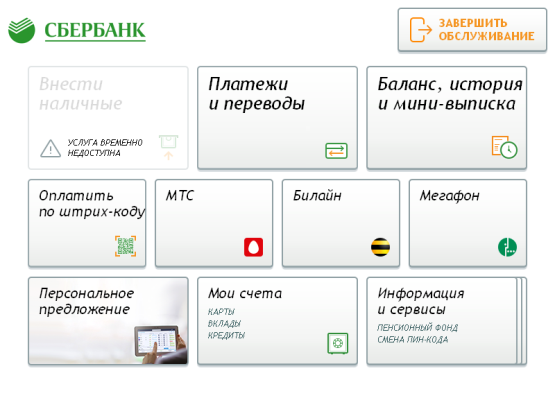 СБЕРБАНК
ЗАВЕРШИТЬ
ОБСЛУЖИВАНИЕ
Внести
наличные
УСЛУГА ВРЕМЕННО
НЕДОСТУПНА
Платежи
и переводы
Баланс, история
и мини-выписка
Оплатить
по штрих-коду
МТС
Билайн
Мегафон
Персональное
предложение
Мои счета
КАРТЫ
ВКЛАДЫ
КРЕДИТЫ
Информация
и сервисы
ПЕНСИОННЫЙ ФОНД
СМЕНА ПИН-КОДА